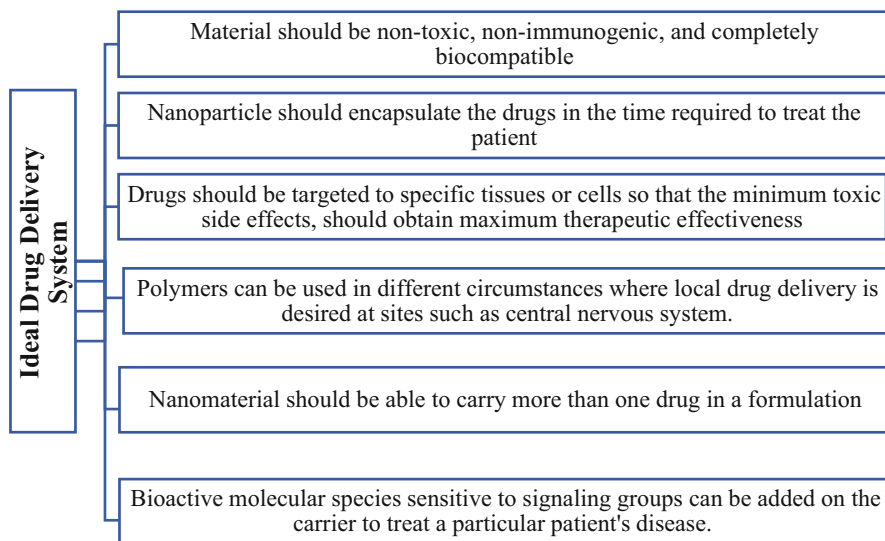 Ideal Drug Delivery
System
Material should be non-toxic, non-immunogenic, and completely
biocompatible
Nanoparticle should encapsulate the drugs in the time required to treat the
patient
Drugs should be targeted to specific tissues or cells so that the minimum toxic
side effects, should obtain maximum therapeutic effectiveness
Polymers can be used in different circumstances where local drug delivery is
desired at sites such as central nervous system.
Nanomaterial should be able to carry more than one drug in a formulation
Bioactive molecular species sensitive to signaling groups can be added on the
carrier to treat a particular patient's disease.